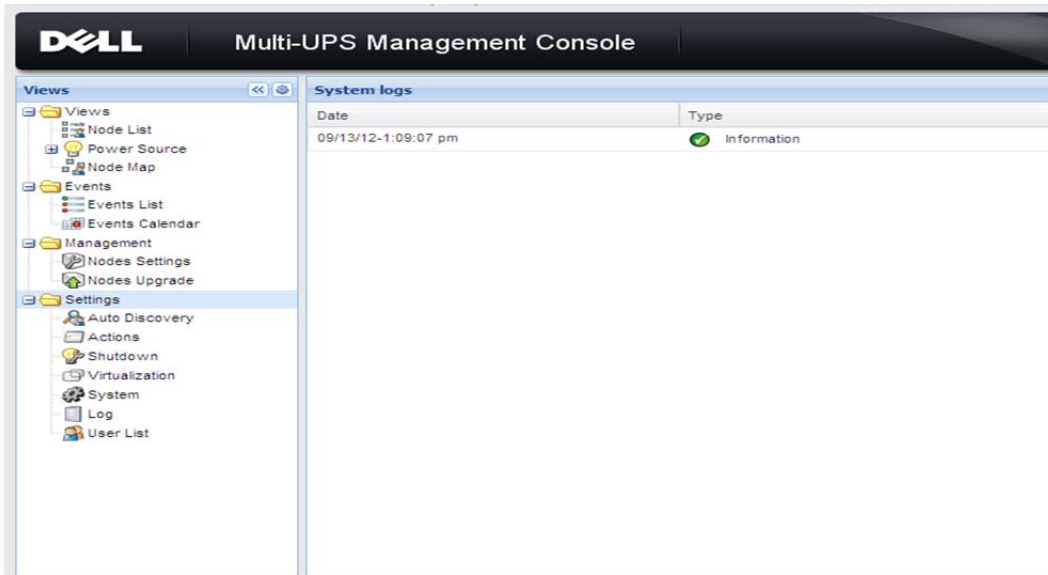 DELL
Multi-UPS Management Console
Views
System logs
Views
Node List
Power Source
Node Map
Events
Events List
Events Calendar
Management
Nodes Settings
Nodes Upgrade
Settings
Auto Discovery
Actions
Shutdown
Virtualization
System
Log
User List
Date Type
09/13/12-1:09:07 pm Information